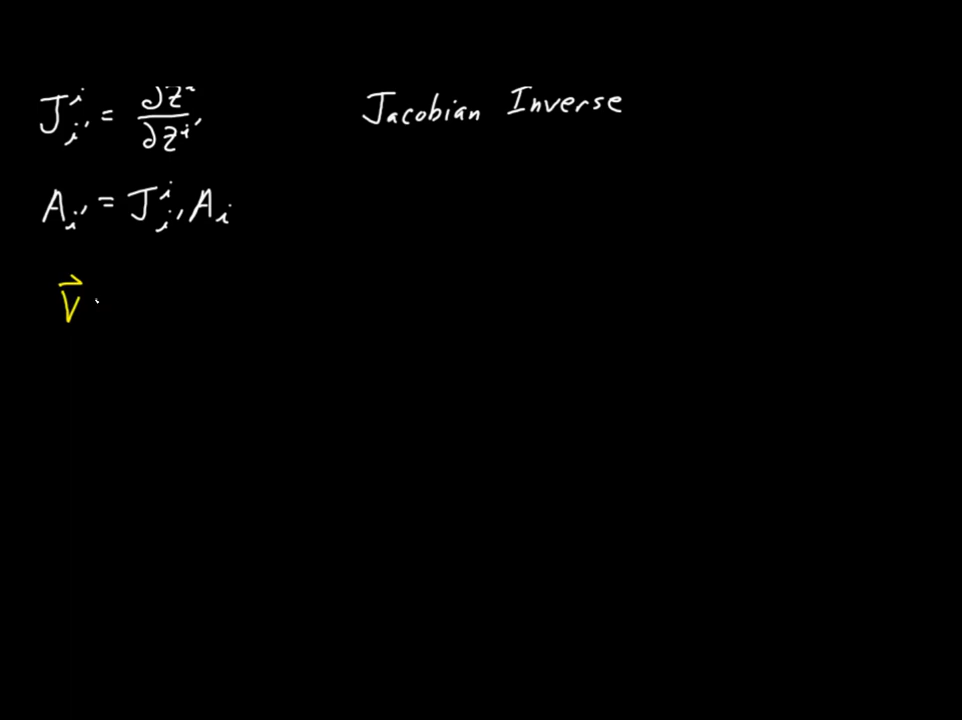 J^i_{i'} = ∂z^i / ∂z^{i'} Jacobian Inverse
A_{i'} = J^i_{i'} A_i
V⃗